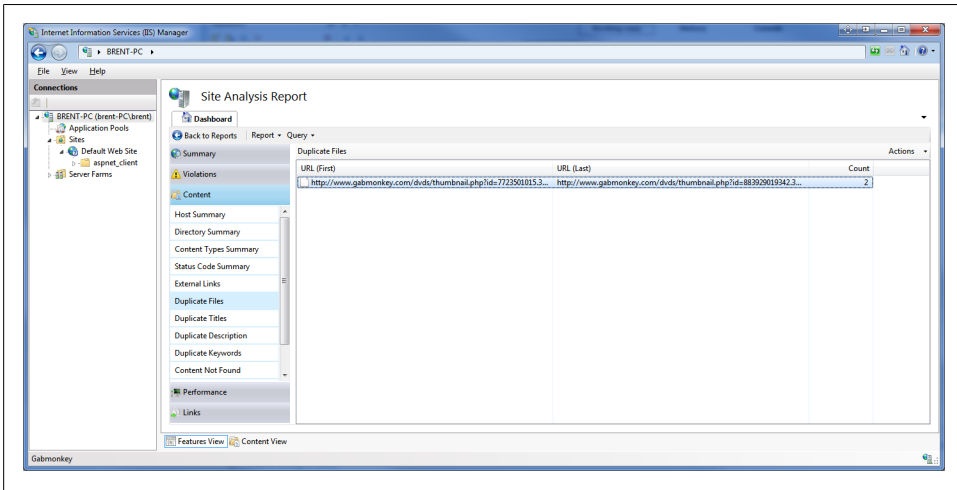 Internet Information Services (IIS) Manager
BRENT-PC
File View Help
Connections
BRENT-PC (brent-PC\brent)
Application Pools
Sites
Default Web Site
aspnet_client
Server Farms
Site Analysis Report
Dashboard
Back to Reports Report Query
Summary
Violations
Content
Host Summary
Directory Summary
Content Types Summary
Status Code Summary
External Links
Duplicate Files
Duplicate Titles
Duplicate Description
Duplicate Keywords
Content Not Found
Performance
Links
Duplicate Files Actions
URL (First) URL (Last) Count
http://www.gabmonkey.com/dvds/thumbnail.php?id=7723501015.3... http://www.gabmonkey.com/dvds/thumbnail.php?id=883929019342.3... 2
Features View Content View
Gabmonkey